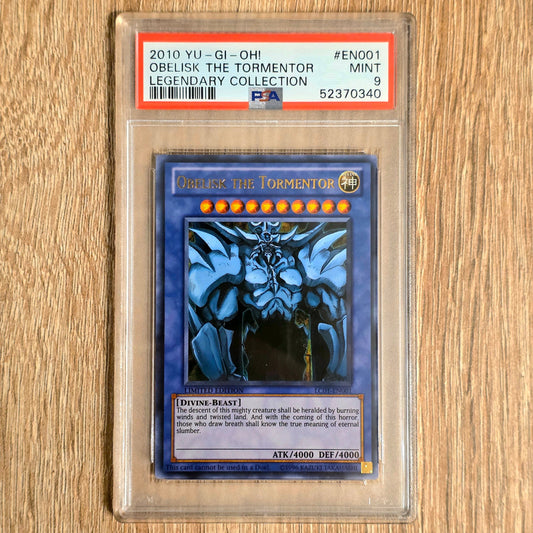 2010 YU-GI-OH! #EN001
OBELISK THE TORMENTOR MINT
LEGENDARY COLLECTION 9
PSA 52370340
OBELISK THE TORMENTOR 神
LIMITED EDITION LC01-EN001
[DIVINE-BEAST]
The descent of this mighty creature shall be heralded by burning
winds and twisted land. And with the coming of this horror,
those who draw breath shall know the true meaning of eternal
slumber.
ATK/4000 DEF/4000
This card cannot be used in a Duel. ©1996 KAZUKI TAKAHASHI